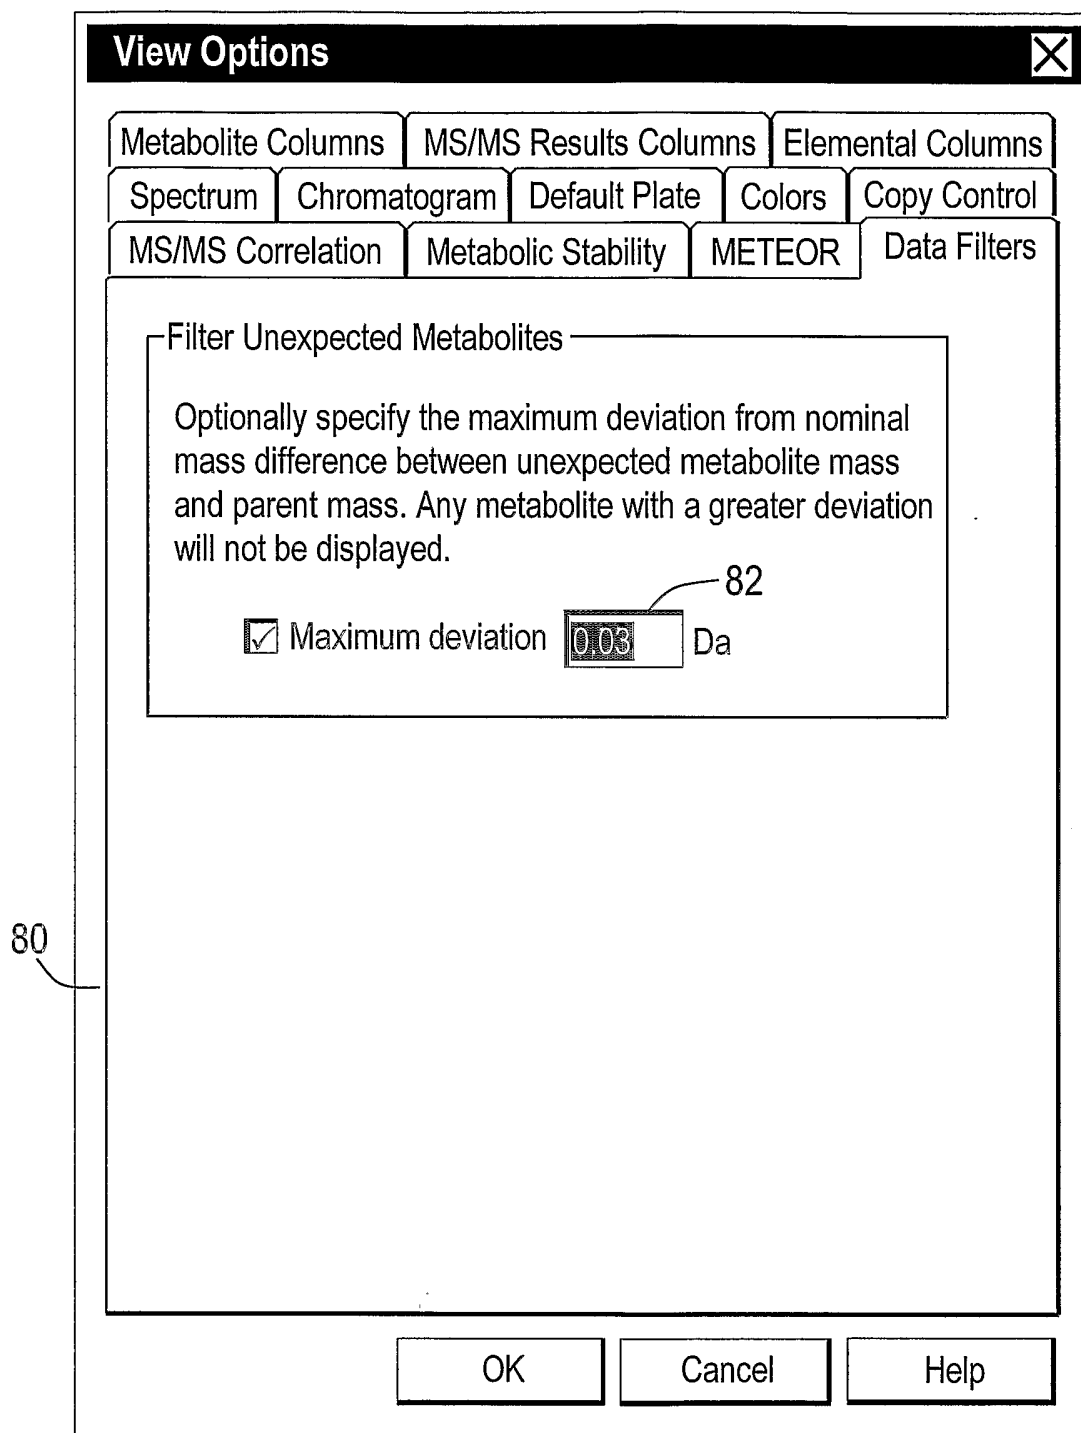 View Options
Metabolite Columns MS/MS Results Columns Elemental Columns
Spectrum Chromatogram Default Plate Colors Copy Control
MS/MS Correlation Metabolic Stability METEOR Data Filters
Filter Unexpected Metabolites
Optionally specify the maximum deviation from nominal
mass difference between unexpected metabolite mass
and parent mass. Any metabolite with a greater deviation
will not be displayed.
82
Maximum deviation 0.03 Da
80
OK Cancel Help